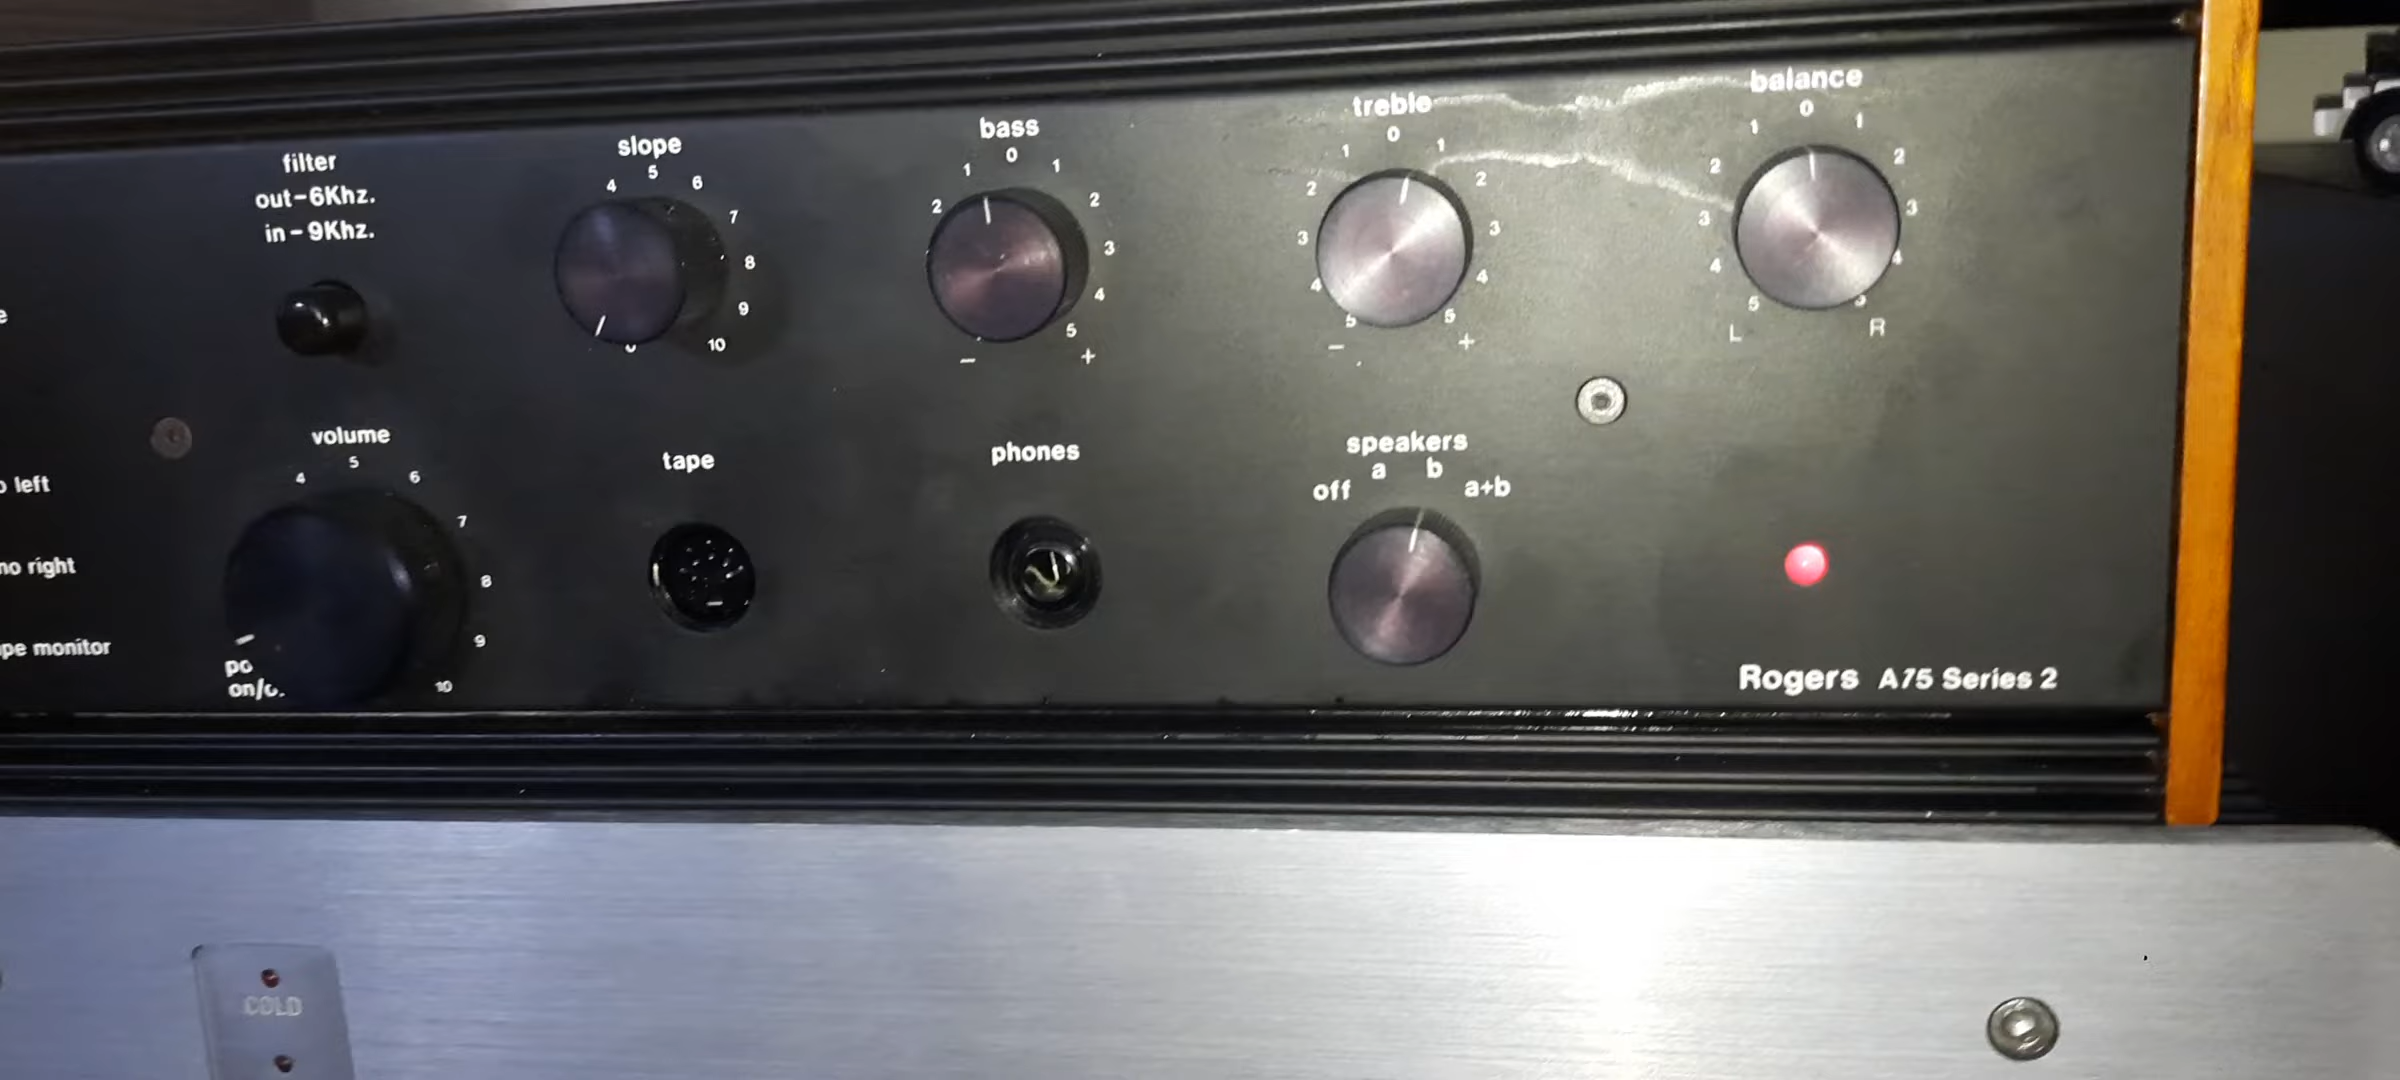 filter
out-6Khz.
in-9Khz.
slope
4 5 6 7 8 9 10
bass
2 1 0 1 2 3 4 5
- +
treble
5 4 3 2 1 0 1 2 3 4 5
- +
balance
5 4 3 2 1 0 1 2 3 4 5
L R
volume
4 5 6 7 8 9 10
on/
left
right
monitor
tape
phones
speakers
off a b a+b
Rogers A75 Series 2
COLD